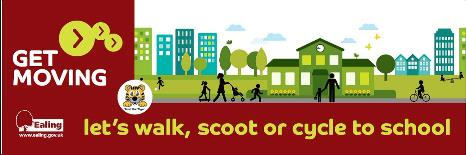 GET
MOVING
Ealing
www.ealing.gov.uk
let's walk, scoot or cycle to school